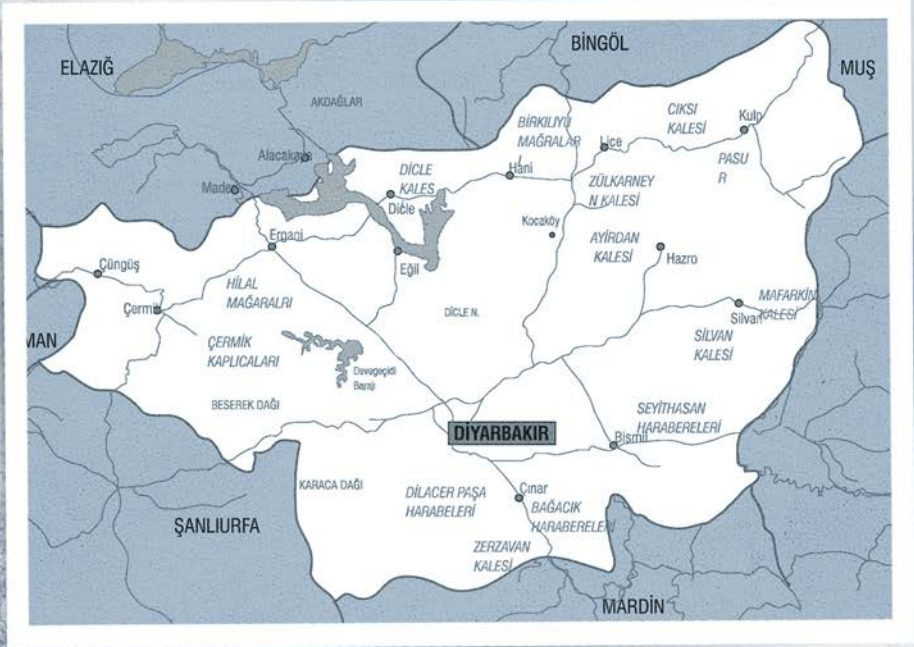 BİNGÖL
ELAZIĞ
MUŞ
AKDAĞLAR
CIKSI
KALESİ
Kulp
BİRKILIYU
MAĞRALAR
İ
Lice
Alacakaya
PASU
R
DİCLE
KALES
Hani
Maden
ZÜLKARNEY
N KALESİ
Dicle
Kocaköy
AYİRDAN
KALESİ
Ergani
Hazro
Eğil
Çüngüş
HİLAL
MAĞARALRI
MAFARKİN
KALESİ
Çermik
DİCLE N.
Silvan
SİLVAN
KALESİ
MAN
ÇERMİK
KAPLICALARI
Devegeçidi
Barajı
BESEREK DAĞI
SEYİTHASAN
HARABERELERİ
DİYARBAKIR
Bismil
KARACA DAĞI
DİLACER PAŞA
HARABELERİ
Çınar
BAĞACIK
HARABERELERİ
ŞANLIURFA
ZERZAVAN
KALESİ
MARDİN